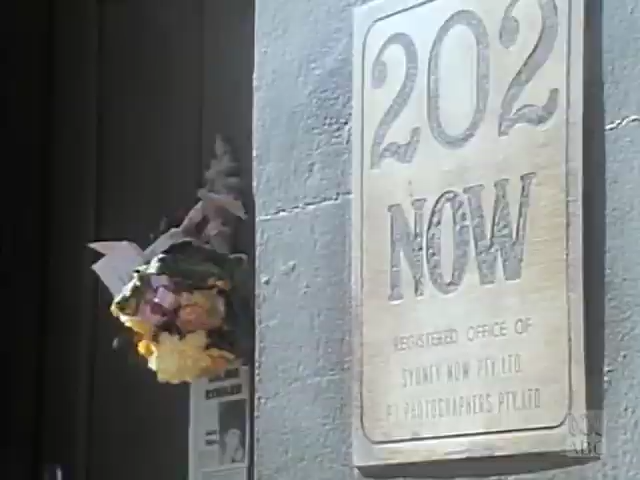 202
NOW
REGISTERED OFFICE OF
SYDNEY NOW PTY. LTD.
PHOTOGRAPHERS PTY. LTD.
ABC